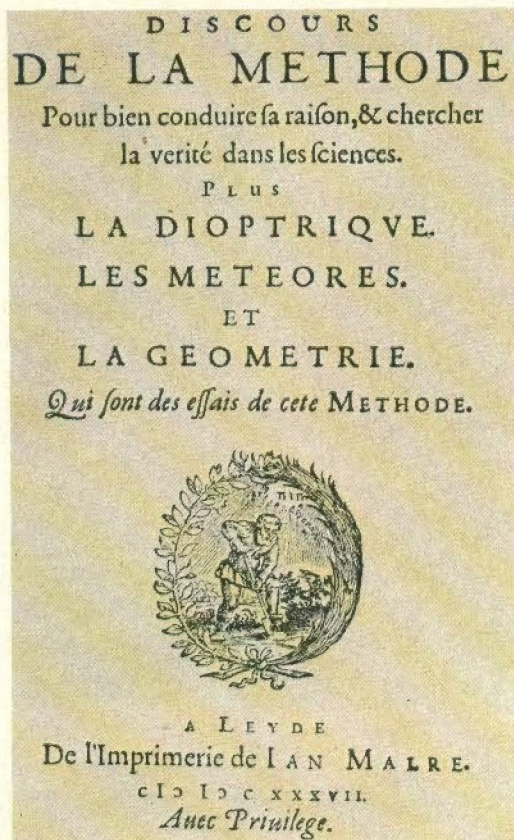 DISCOURS
DE LA METHODE
Pour bien conduire ſa raiſon, & chercher
la verité dans les ſciences.
PLUS
LA DIOPTRIQVE.
LES METEORES.
ET
LA GEOMETRIE.
Qui ſont des eſſais de cete METHODE.
A LEYDE
De l'Imprimerie de IAN MAIRE.
cIɔ Iɔ c xxxvii.
Auec Priuilege.